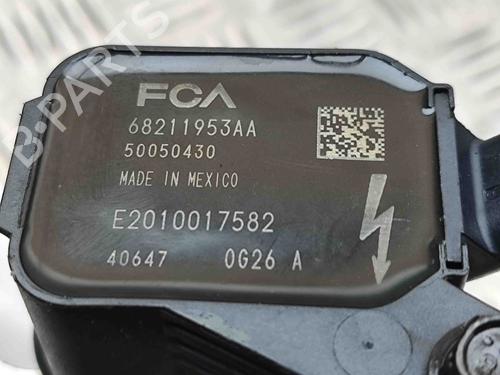 FCA
68211953AA
50050430
MADE IN MEXICO
E2010017582
40647 0G26 A
B-PARTS